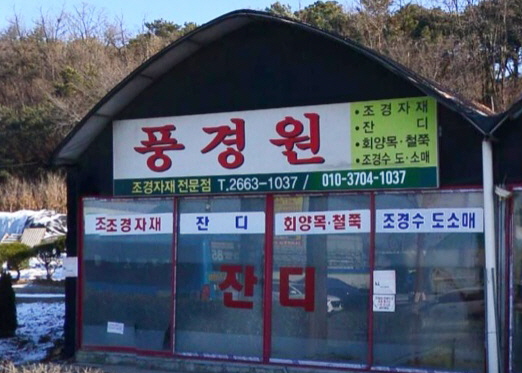 풍경원
·조경자재
·잔 디
·회양목·철쭉
·조경수 도·소매
조경자재 전문점 T.2663-1037 / 010-3704-1037
조조경자재
잔 디
회양목·철쭉
조경수 도소매
잔디